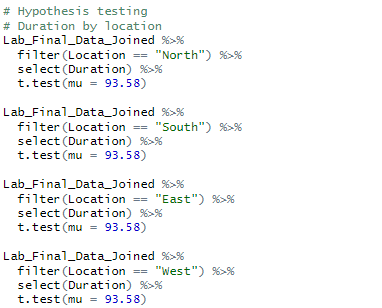 # Hypothesis testing
# Duration by location
Lab_Final_Data_Joined %>%
  filter(Location == "North") %>%
  select(Duration) %>%
  t.test(mu = 93.58)

Lab_Final_Data_Joined %>%
  filter(Location == "South") %>%
  select(Duration) %>%
  t.test(mu = 93.58)

Lab_Final_Data_Joined %>%
  filter(Location == "East") %>%
  select(Duration) %>%
  t.test(mu = 93.58)

Lab_Final_Data_Joined %>%
  filter(Location == "West") %>%
  select(Duration) %>%
  t.test(mu = 93.58)